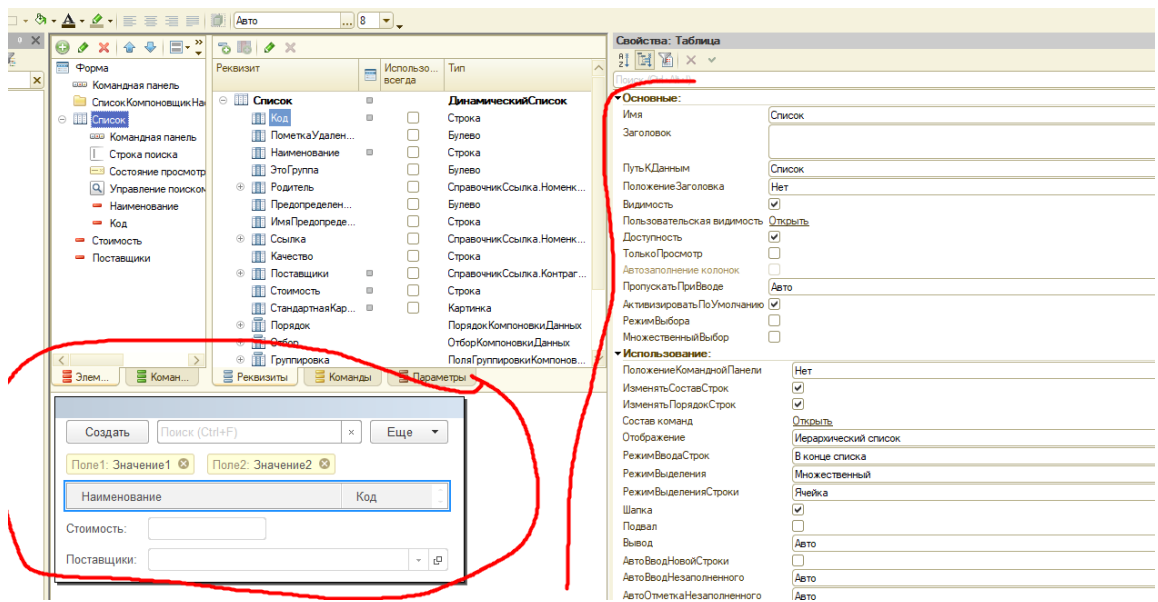 Авто ... 8
Свойства: Таблица
Форма
Командная панель
СписокКомпоновщикНа
Список
Командная панель
Строка поиска
Состояние просмотр
Управление поиском
Наименование
Код
Стоимость
Поставщики
Элем...
Коман...
Реквизит
Использо... всегда
Тип
Список
ДинамическийСписок
Код
Строка
ПометкаУдален...
Булево
Наименование
Строка
ЭтоГруппа
Булево
Родитель
СправочникСсылка.Номенк...
Предопределен...
Булево
ИмяПредопреде...
Строка
Ссылка
СправочникСсылка.Номенк...
Качество
Строка
Поставщики
СправочникСсылка.Контраг...
Стоимость
Строка
СтандартнаяКар...
Картинка
Порядок
ПорядокКомпоновкиДанных
Отбор
ОтборКомпоновкиДанных
Группировка
ПоляГруппировкиКомпонов...
Реквизиты
Команды
Параметры
Создать
Поиск (Ctrl+F)
×
Еще
Поле1: Значение1
Поле2: Значение2
Наименование
Код
Стоимость:
Поставщики:
Основные:
Имя
Список
Заголовок
ПутьКДанным
Список
ПоложениеЗаголовка
Нет
Видимость
Пользовательская видимость
Открыть
Доступность
ТолькоПросмотр
Автозаполнение колонок
ПропускатьПриВводе
Авто
АктивизироватьПоУмолчанию
РежимВыбора
МножественныйВыбор
Использование:
ПоложениеКоманднойПанели
Нет
ИзменятьСоставСтрок
ИзменятьПорядокСтрок
Состав команд
Открыть
Отображение
Иерархический список
РежимВводаСтрок
В конце списка
РежимВыделения
Множественный
РежимВыделенияСтроки
Ячейка
Шапка
Подвал
Вывод
Авто
АвтоВводНовойСтроки
АвтоВводНезаполненного
Авто
АвтоОтметкаНезаполненного
Авто